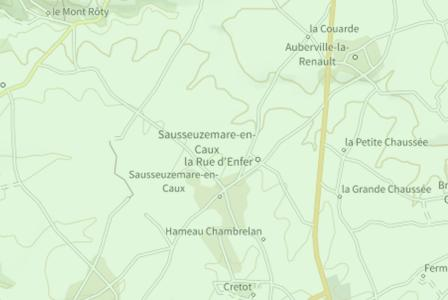 le Mont Rôty
la Couarde
Auberville-la-
Renault
Sausseuzemare-en-
Caux
la Petite Chaussée
la Rue d'Enfer
Sausseuzemare-en-
Caux
la Grande Chaussée
Hameau Chambrelan
Cretot